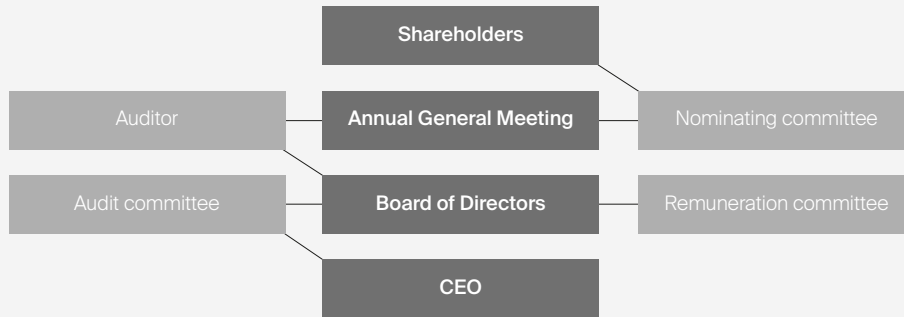 Shareholders
Auditor
Annual General Meeting
Nominating committee
Audit committee
Board of Directors
Remuneration committee
CEO